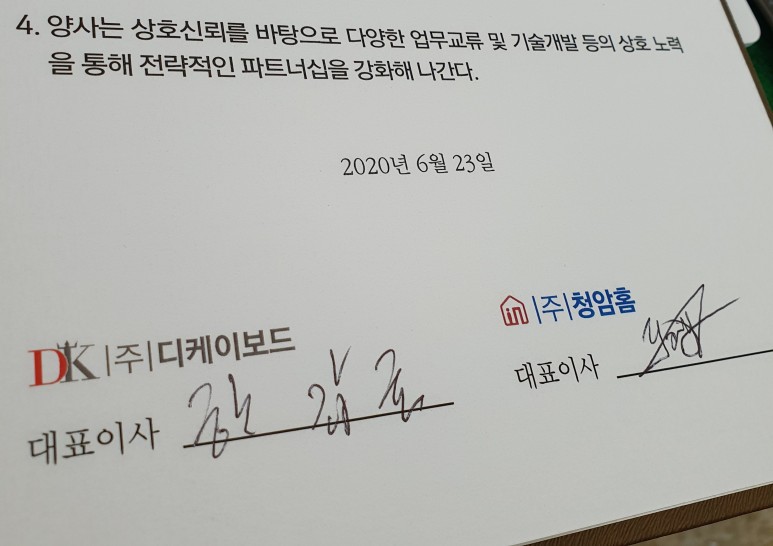 4. 양사는 상호신뢰를 바탕으로 다양한 업무교류 및 기술개발 등의 상호 노력
을 통해 전략적인 파트너십을 강화해 나간다.
2020년 6월 23일
DK |주|디케이보드
대표이사
in |주|청암홈
대표이사